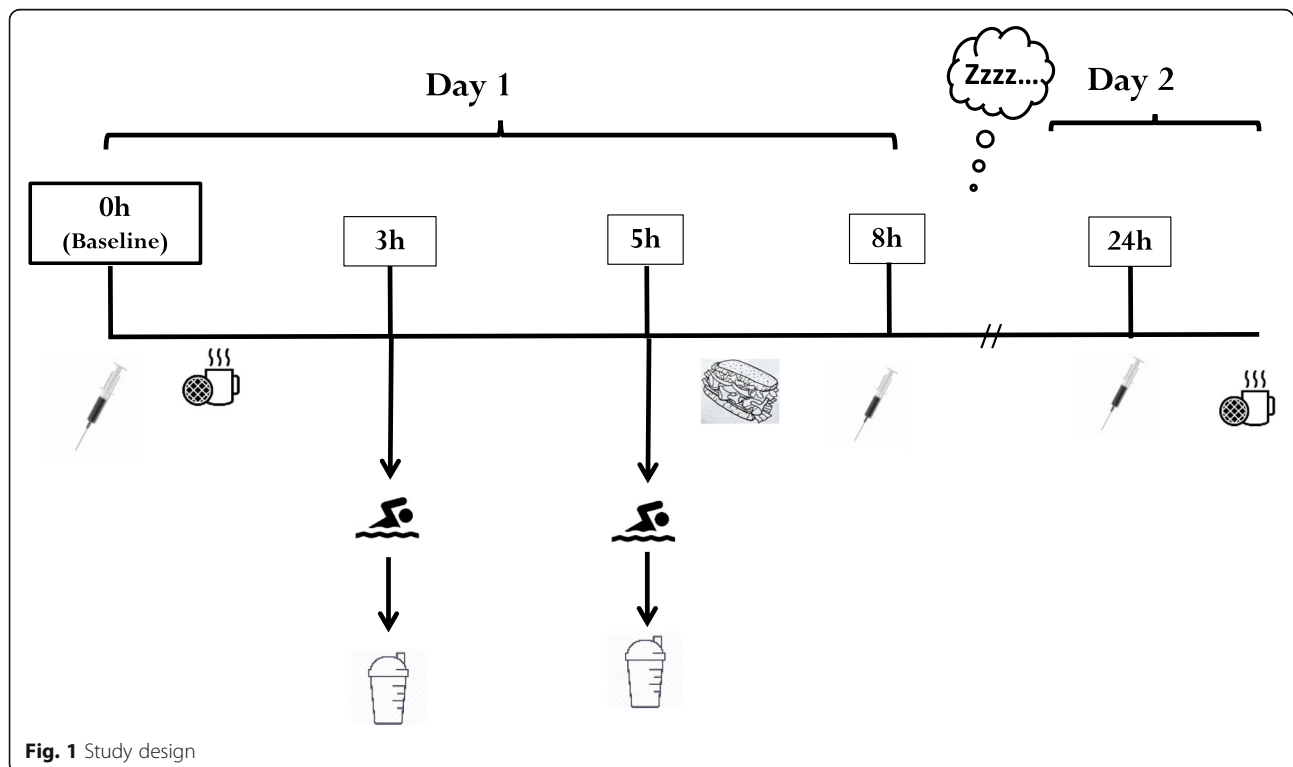 Day 1
Zzzz...
Day 2
0h
(Baseline)
3h
5h
8h
24h
//
Fig. 1 Study design